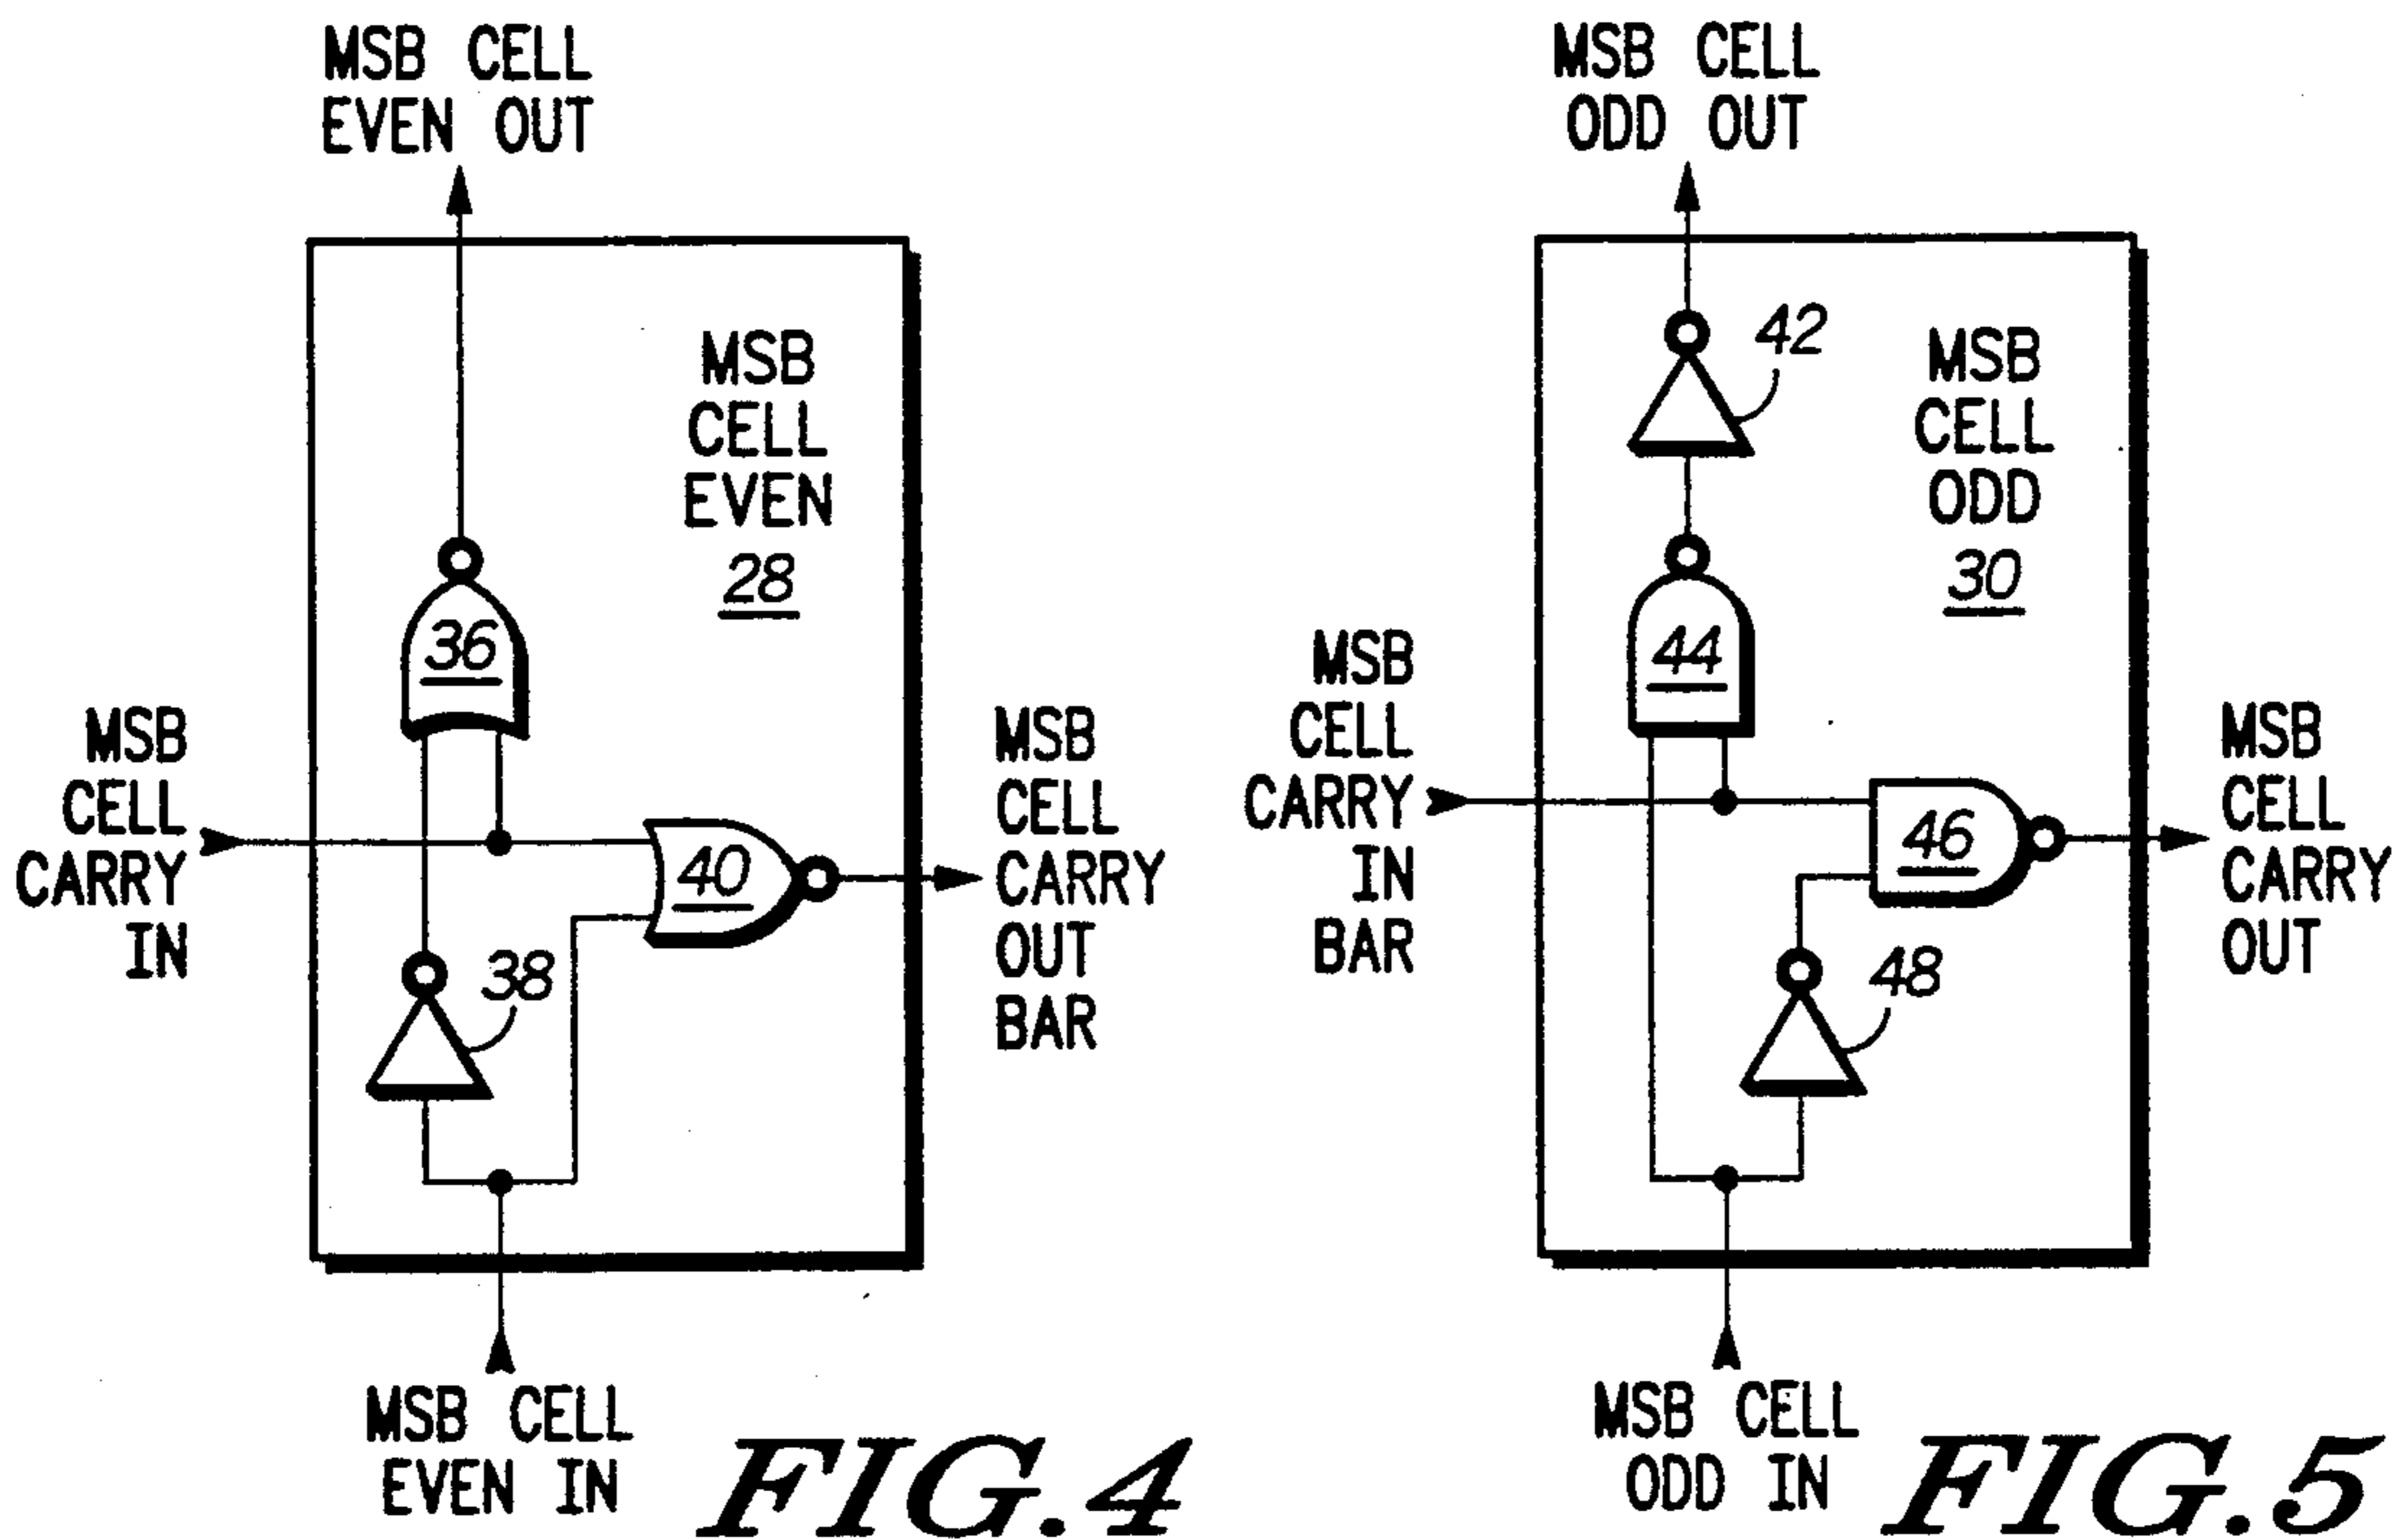 MSB CELL
EVEN OUT
MSB
CELL
EVEN
28
36
MSB
CELL
CARRY
IN
40
MSB
CELL
CARRY
OUT
BAR
38
MSB CELL
EVEN IN
FIG.4
MSB CELL
ODD OUT
42
MSB
CELL
ODD
30
44
MSB
CELL
CARRY
IN
BAR
46
MSB
CELL
CARRY
OUT
48
MSB CELL
ODD IN
FIG.5